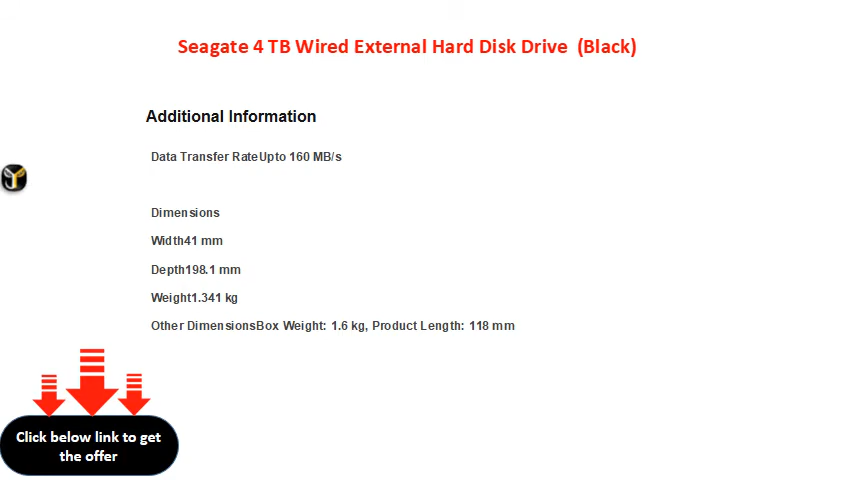 Seagate 4 TB Wired External Hard Disk Drive (Black)
Additional Information
Data Transfer RateUpto 160 MB/s
Dimensions
Width41 mm
Depth198.1 mm
Weight1.341 kg
Other DimensionsBox Weight: 1.6 kg, Product Length: 118 mm
Click below link to get
the offer